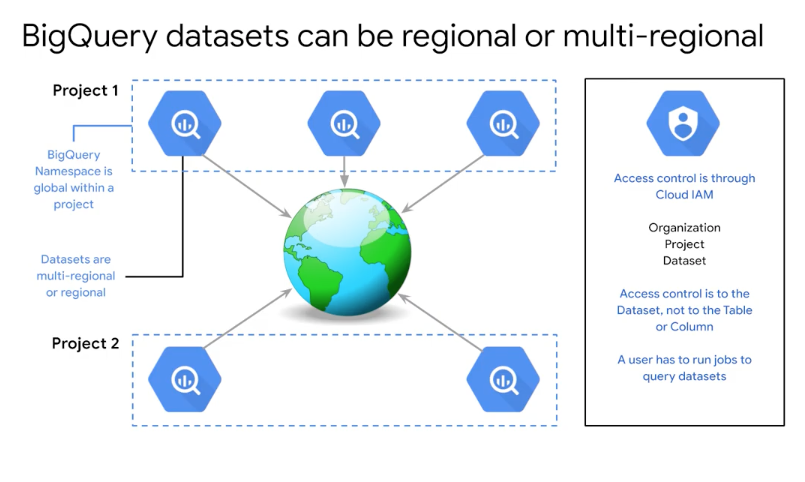 BigQuery datasets can be regional or multi-regional
Project 1
BigQuery
Namespace is
global within a
project
Datasets are
multi-regional
or regional
Project 2
Access control is through
Cloud IAM
Organization
Project
Dataset
Access control is to the
Dataset, not to the Table
or Column
A user has to run jobs to
query datasets